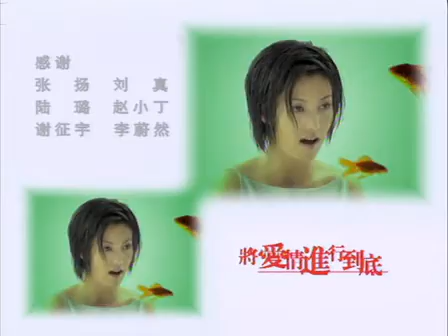 感谢
张 扬 刘 真
陆 璐 赵小丁
谢征宇 李蔚然
將愛情進行到底